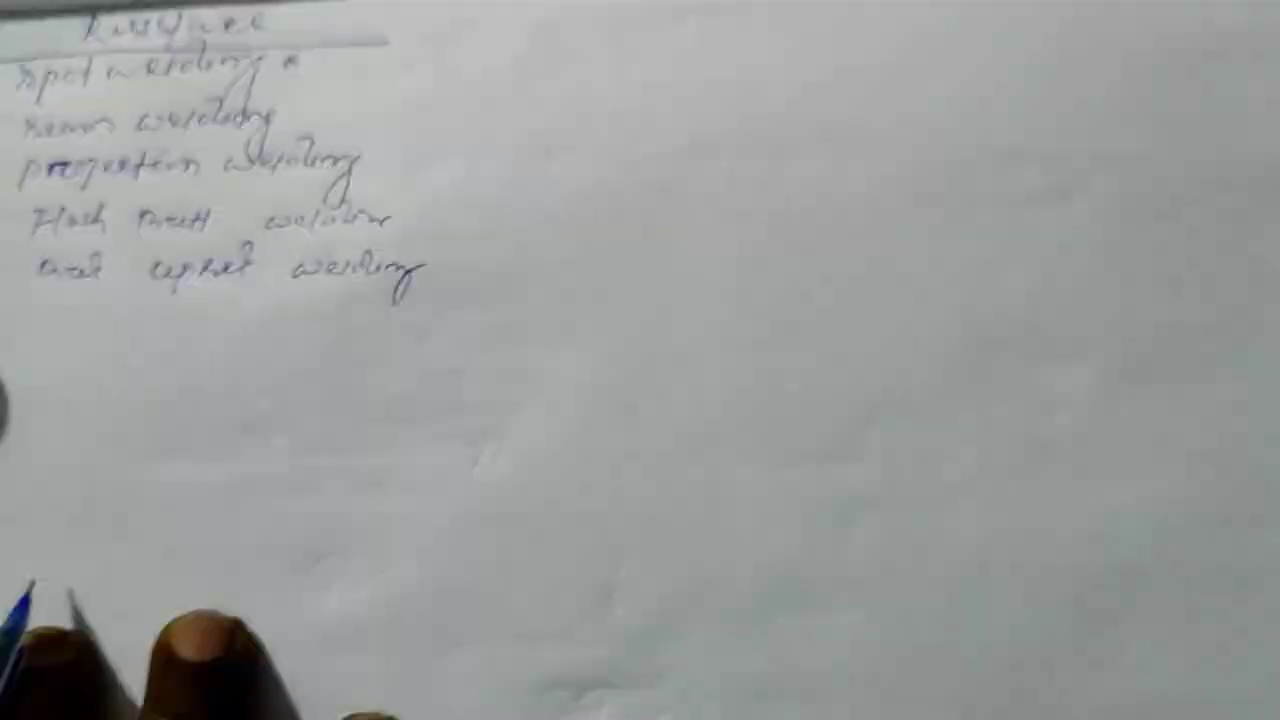 Spot welding
seam welding
projection welding
Flash Butt welding
and upset welding